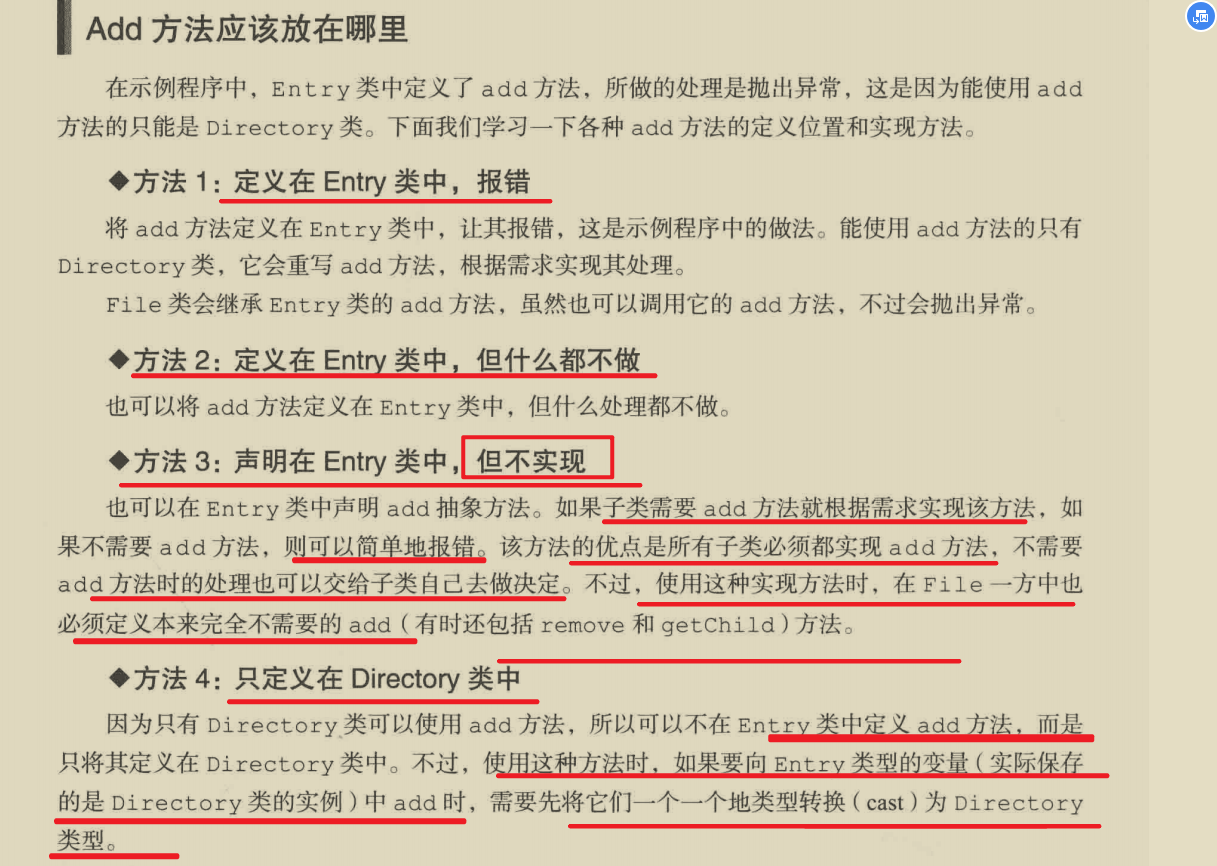 Add 方法应该放在哪里
在示例程序中，Entry 类中定义了 add 方法，所做的处理是抛出异常，这是因为能使用 add
方法的只能是 Directory 类。下面我们学习一下各种 add 方法的定义位置和实现方法。
◆方法 1：定义在 Entry 类中，报错
将 add 方法定义在 Entry 类中，让其报错，这是示例程序中的做法。能使用 add 方法的只有
Directory 类，它会重写 add 方法，根据需求实现其处理。
File 类会继承 Entry 类的 add 方法，虽然也可以调用它的 add 方法，不过会抛出异常。
◆方法 2：定义在 Entry 类中，但什么都不做
也可以将 add 方法定义在 Entry 类中，但什么处理都不做。
◆方法 3：声明在 Entry 类中，但不实现
也可以在 Entry 类中声明 add 抽象方法。如果子类需要 add 方法就根据需求实现该方法，如
果不需要 add 方法，则可以简单地报错。该方法的优点是所有子类必须都实现 add 方法，不需要
add 方法时的处理也可以交给子类自己去做决定。不过，使用这种实现方法时，在 File 一方中也
必须定义本来完全不需要的 add（有时还包括 remove 和 getChild）方法。
◆方法 4：只定义在 Directory 类中
因为只有 Directory 类可以使用 add 方法，所以可以不在 Entry 类中定义 add 方法，而是
只将其定义在 Directory 类中。不过，使用这种方法时，如果要向 Entry 类型的变量（实际保存
的是 Directory 类的实例）中 add 时，需要先将它们一个一个地类型转换（cast）为 Directory
类型。